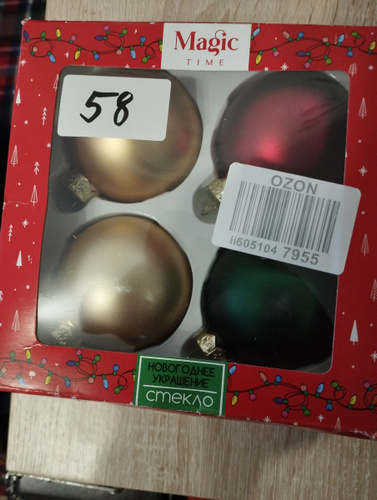 Magic
TIME
58
OZON
ii605104 7955
НОВОГОДНЕЕ
УКРАШЕНИЕ
СТЕКЛО